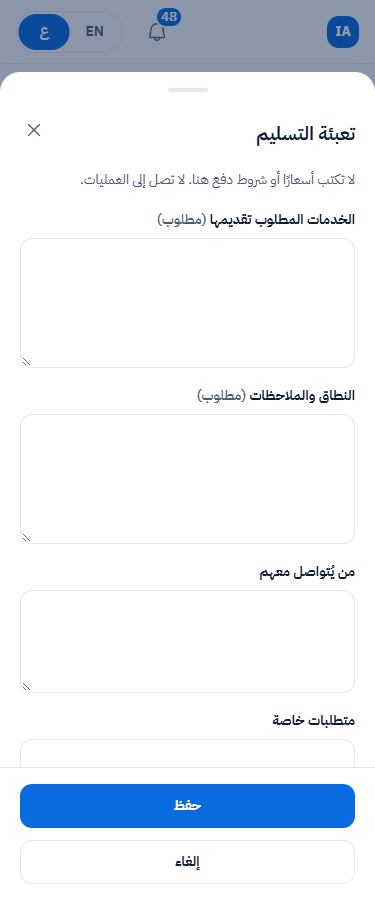 IA
48
EN
ع
تعبئة التسليم
لا تكتب أسعارًا أو شروط دفع هنا. لا تصل إلى العمليات.
الخدمات المطلوب تقديمها (مطلوب)
النطاق والملاحظات (مطلوب)
من يُتواصل معهم
متطلبات خاصة
حفظ
إلغاء